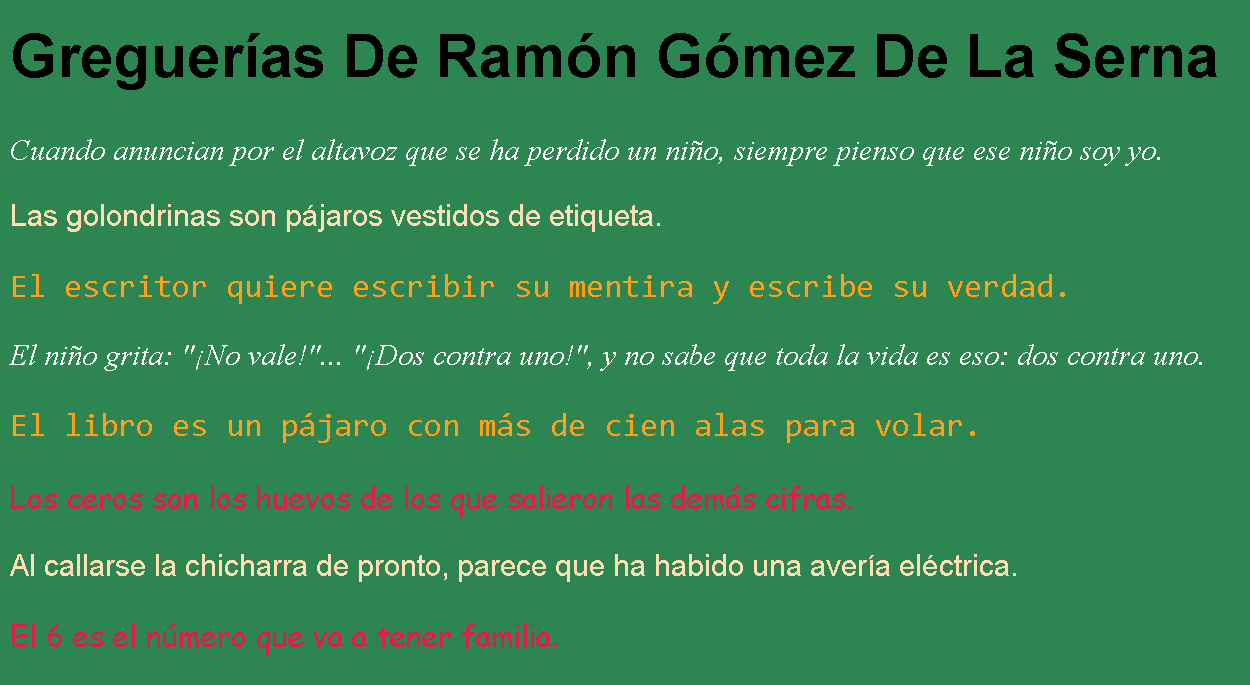 Greguerías De Ramón Gómez De La Serna
Cuando anuncian por el altavoz que se ha perdido un niño, siempre pienso que ese niño soy yo.
Las golondrinas son pájaros vestidos de etiqueta.
El escritor quiere escribir su mentira y escribe su verdad.
El niño grita: "¡No vale!"... "¡Dos contra uno!", y no sabe que toda la vida es eso: dos contra uno.
El libro es un pájaro con más de cien alas para volar.
Los ceros son los huevos de los que salieron las demás cifras.
Al callarse la chicharra de pronto, parece que ha habido una avería eléctrica.
El 6 es el número que va a tener familia.